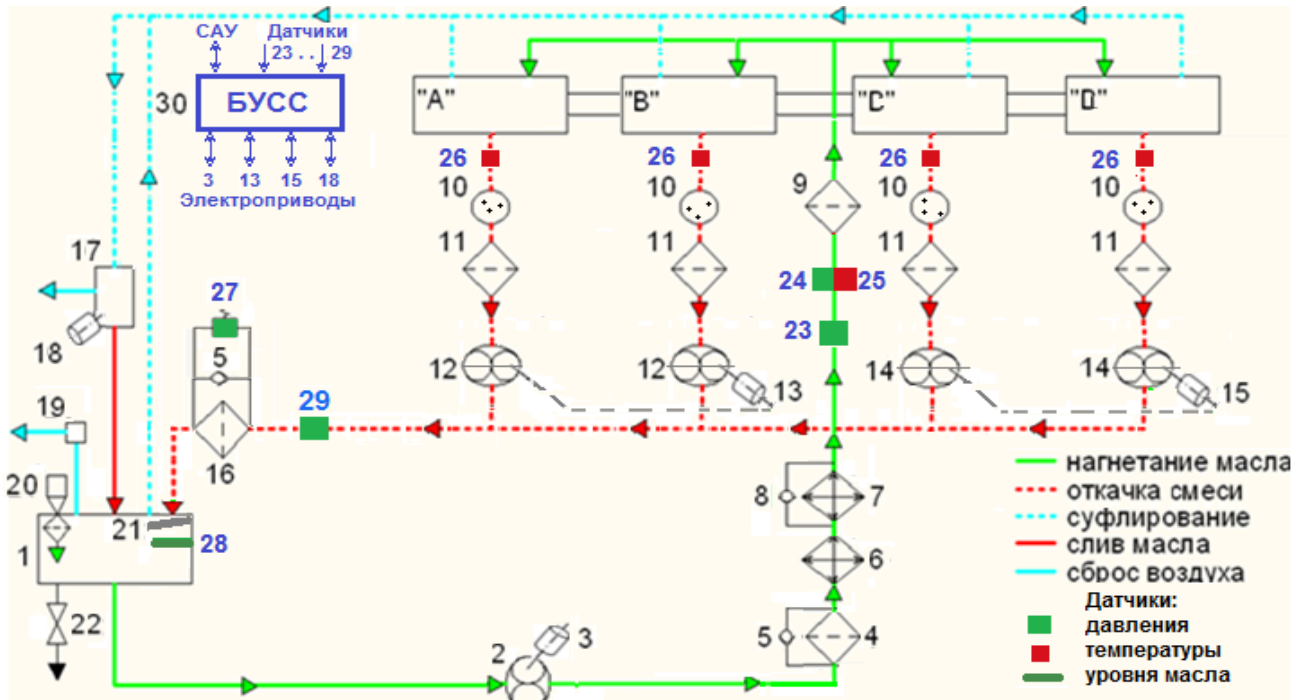 САУ Датчики
23 . . 29
30 БУСС
3 13 15 18
Электроприводы
"A" "B" "C" "D"
26 26 26 26
10 10 9 10 10
11 11 11 11
17
27 24 25
18 5 23
12 12 13 14 14 15
19 29
20 16
8 7
1 21 28 6
22 5 4
2 3
нагнетание масла
откачка смеси
суфлирование
слив масла
сброс воздуха
Датчики:
давления
температуры
уровня масла